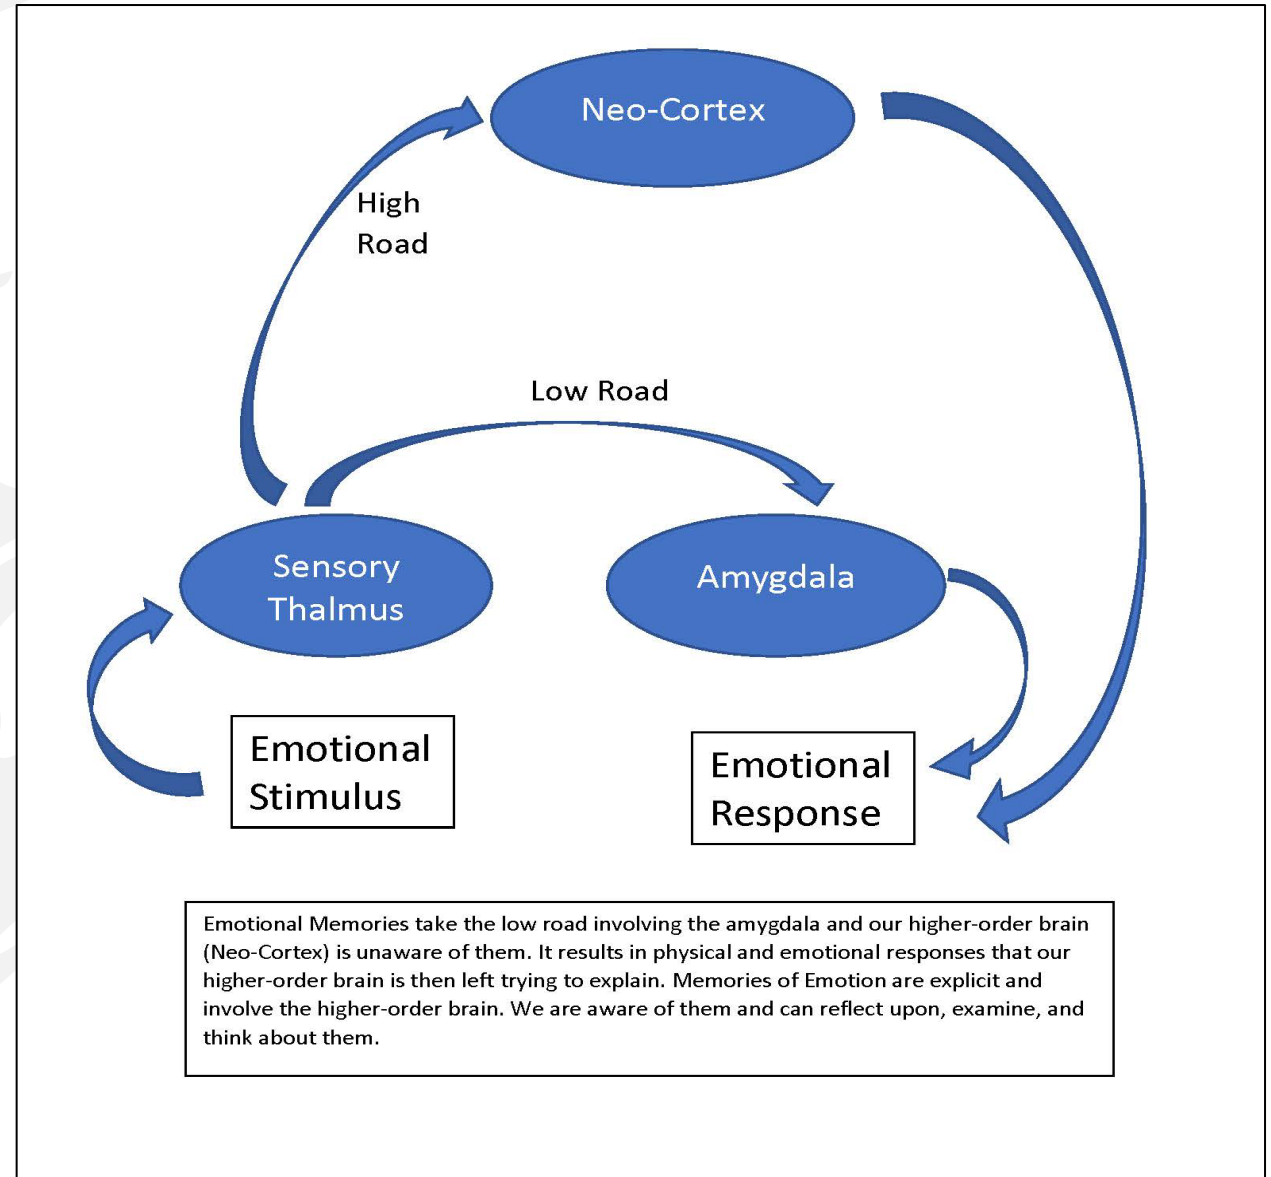 Neo-Cortex
High
Road
Low Road
Sensory
Thalmus
Amygdala
Emotional
Stimulus
Emotional
Response
Emotional Memories take the low road involving the amygdala and our higher-order brain
(Neo-Cortex) is unaware of them. It results in physical and emotional responses that our
higher-order brain is then left trying to explain. Memories of Emotion are explicit and
involve the higher-order brain. We are aware of them and can reflect upon, examine, and
think about them.